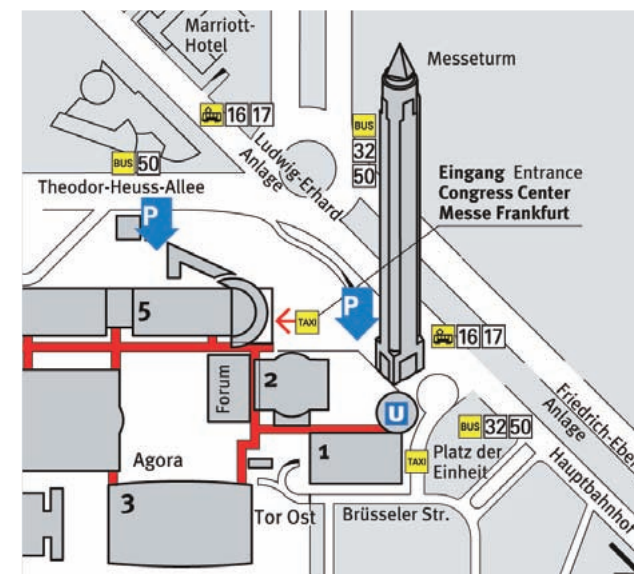 Marriott-
Hotel
Messeturm
16 17
BUS
32
50
BUS 50
Ludwig-Erhard
Anlage
Theodor-Heuss-Allee
Eingang Entrance
Congress Center
Messe Frankfurt
P
P
TAXI
5
16 17
2
Forum
U
Friedrich-Eber
Anlage
BUS 32 50
1
Agora
TAXI
Platz der
Einheit
Hauptbahnhof
3
Tor Ost
Brüsseler Str.